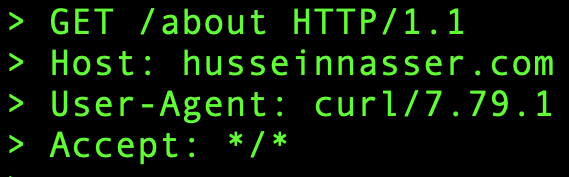 > GET /about HTTP/1.1
> Host: husseinnasser.com
> User-Agent: curl/7.79.1
> Accept: */*
>